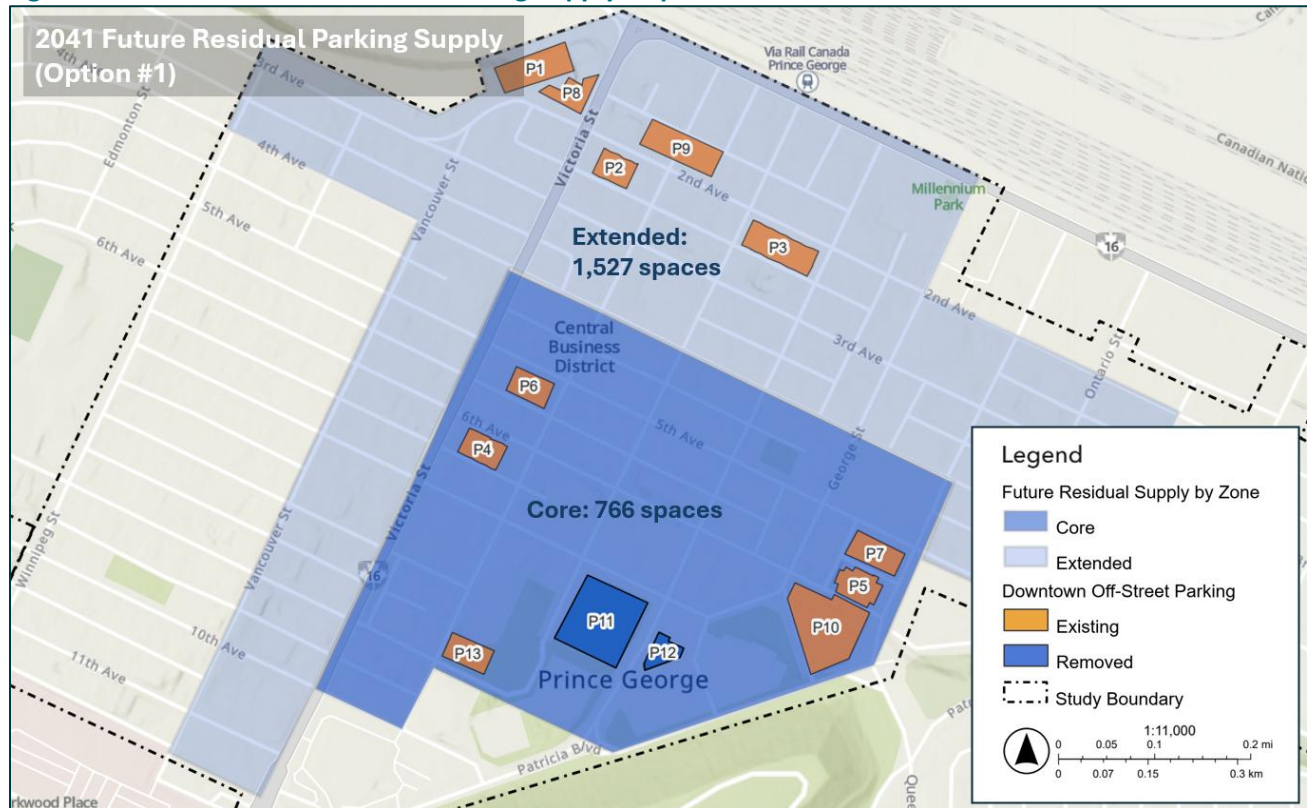 2041 Future Residual Parking Supply
(Option #1)
4th Ave
3rd Ave
P1
P8
Via Rail Canada
Prince George
Edmonton St
4th Ave
Victoria St
P9
P2
2nd Ave
Canadian Natio
5th Ave
Vancouver St
Millennium
Park
6th Ave
Extended:
1,527 spaces
P3
16
2nd Ave
Central
Business
District
3rd Ave
Ontario St
P6
6th Ave
P4
5th Ave
George St
Victoria St
Core: 766 spaces
Winnipeg St
Vancouver St
16
P7
P5
P11
P10
10th Ave
P13
P12
11th Ave
Prince George
Patricia Blvd
Legend
Future Residual Supply by Zone
Core
Extended
Downtown Off-Street Parking
Existing
Removed
Study Boundary
1:11,000
0 0.05 0.1 0.2 mi
0 0.07 0.15 0.3 km
rkwood Place